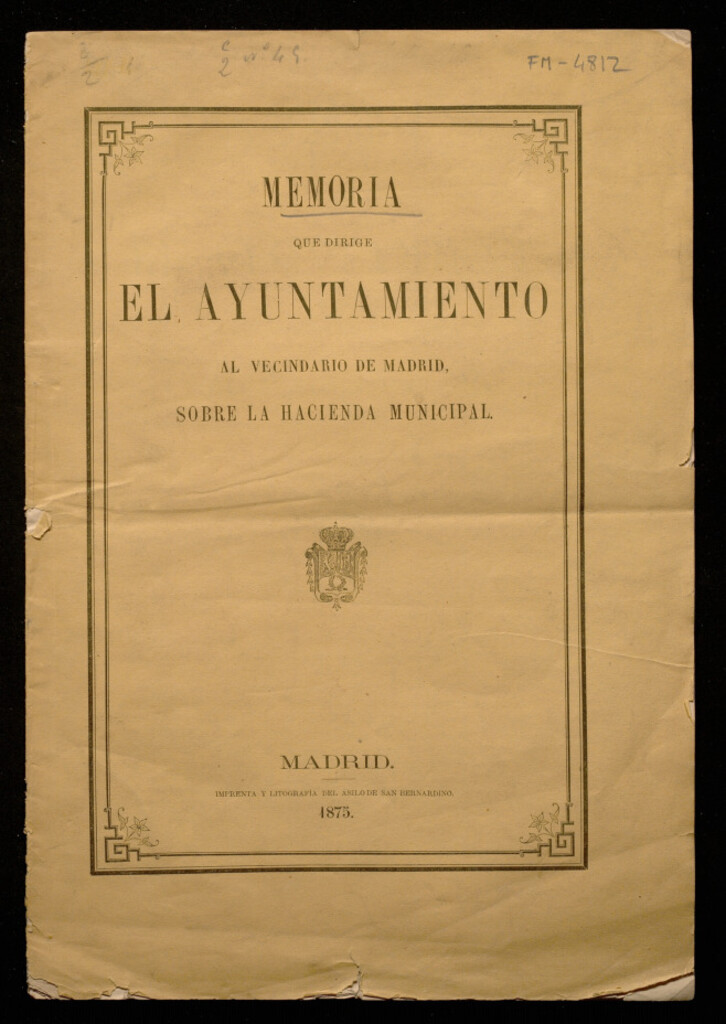 FM-4812
MEMORIA
QUE DIRIGE
EL AYUNTAMIENTO
AL VECINDARIO DE MADRID,
SOBRE LA HACIENDA MUNICIPAL.
MADRID.
IMPRENTA Y LITOGRAFÍA DEL ASILO DE SAN BERNARDINO.
1875.